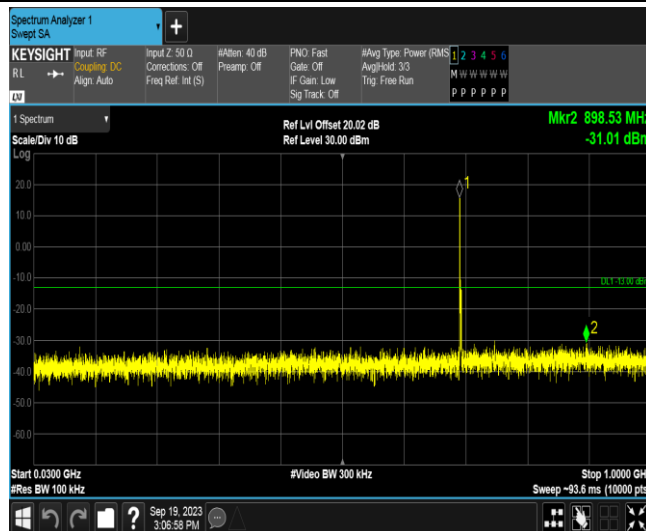 Spectrum Analyzer 1
Swept SA
+
KEYSIGHT
RL
LXI
Input: RF
Coupling: DC
Align: Auto
Input Z: 50 Ω
Corrections: Off
Freq Ref: Int (S)
#Atten: 40 dB
Preamp: Off
PNO: Fast
Gate: Off
IF Gain: Low
Sig Track: Off
#Avg Type: Power (RMS
Avg|Hold: 3/3
Trig: Free Run
1 2 3 4 5 6
M W W W W W
P P P P P P
1 Spectrum
Scale/Div 10 dB
Log
Ref Lvl Offset 20.02 dB
Ref Level 30.00 dBm
Mkr2 898.53 MHz
-31.01 dBm
1
20.0
10.0
0.00
-10.0
DL1 -13.00 dBm
-20.0
2
-30.0
-40.0
-50.0
-60.0
Start 0.0300 GHz
#Res BW 100 kHz
#Video BW 300 kHz
Stop 1.0000 GH
Sweep ~93.6 ms (10000 pts
?
Sep 19, 2023
3:06:58 PM